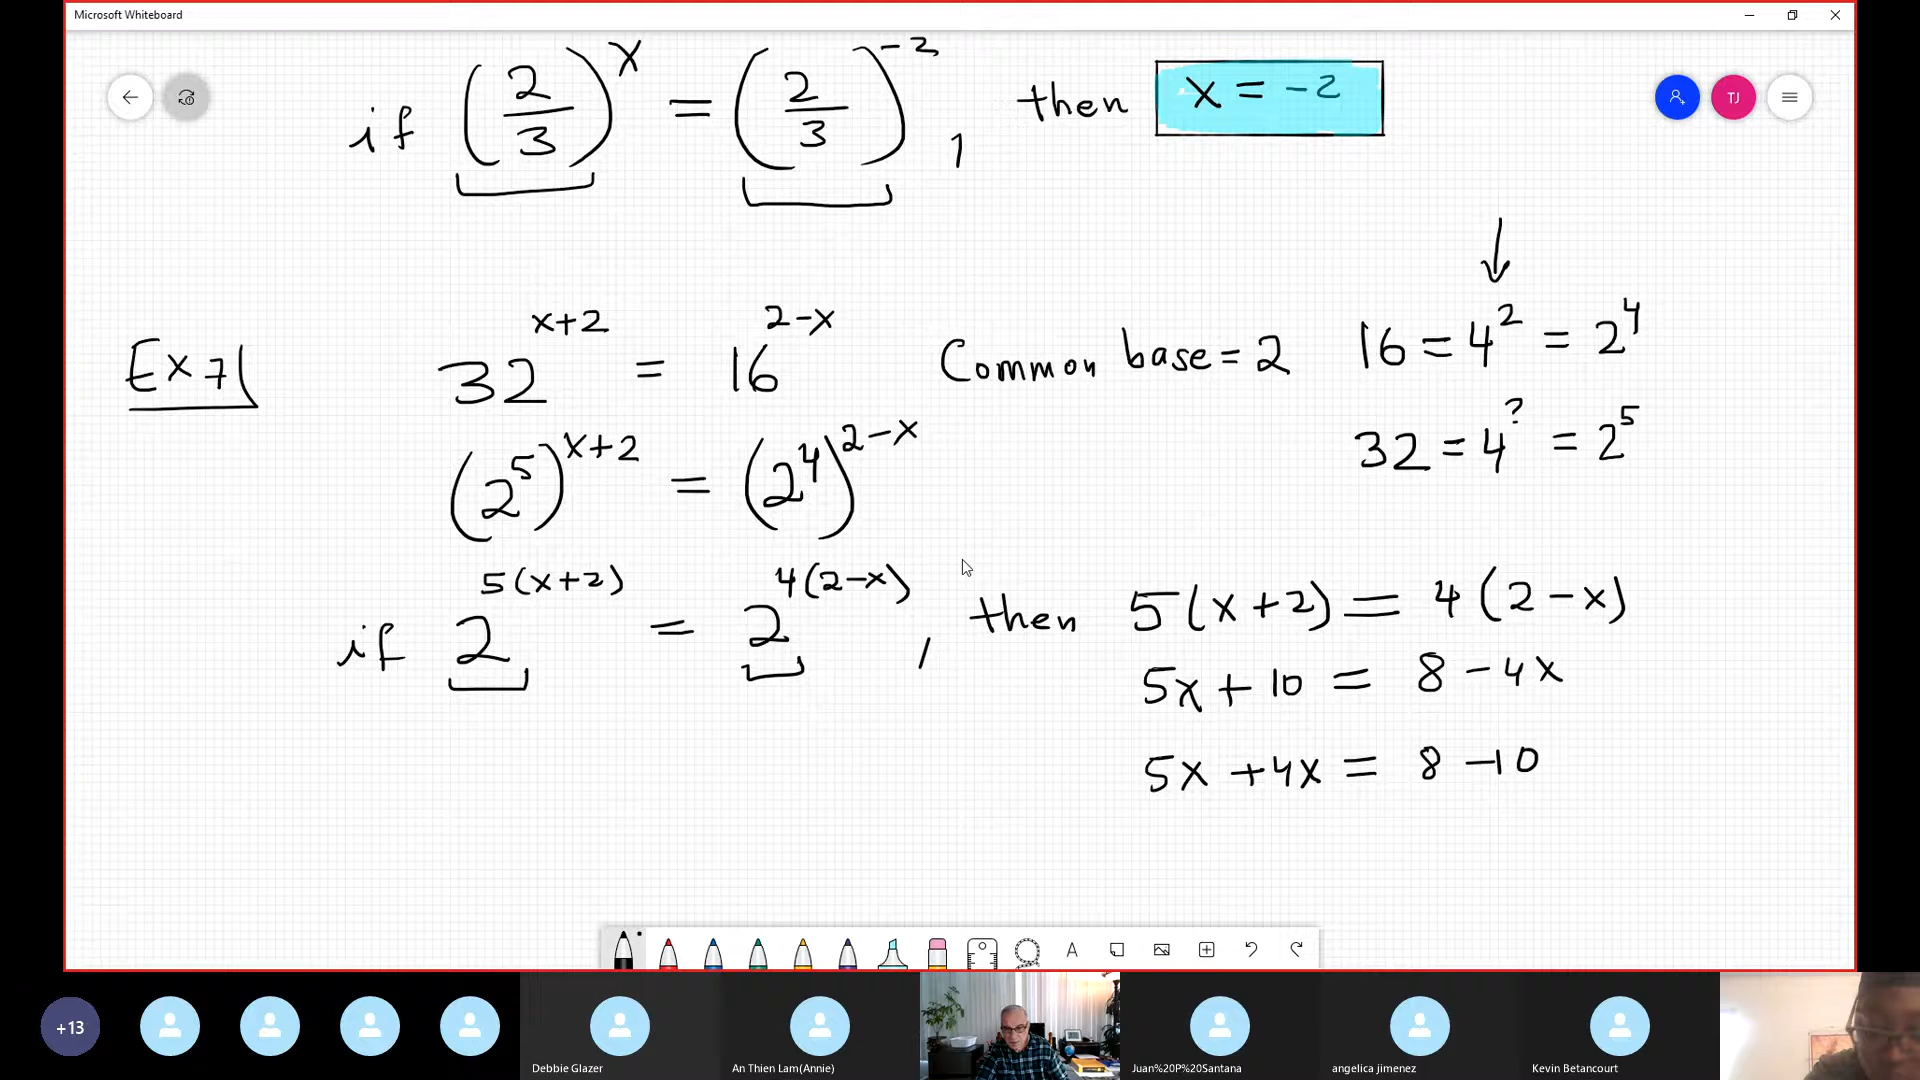 Microsoft Whiteboard
if (2/3)^x = (2/3)^-2 , then x = -2
TJ
Ex 7 32^x+2 = 16^2-x Common base = 2 16 = 4^2 = 2^4
32 = 4^? = 2^5
(2^5)^x+2 = (2^4)^2-x
if 2^5(x+2) = 2^4(2-x) , then 5(x+2) = 4(2-x)
5x + 10 = 8 - 4x
5x + 4x = 8 - 10
A
+13
Debbie Glazer
An Thien Lam(Annie)
Juan%20P%20Santana
angelica jimenez
Kevin Betancourt